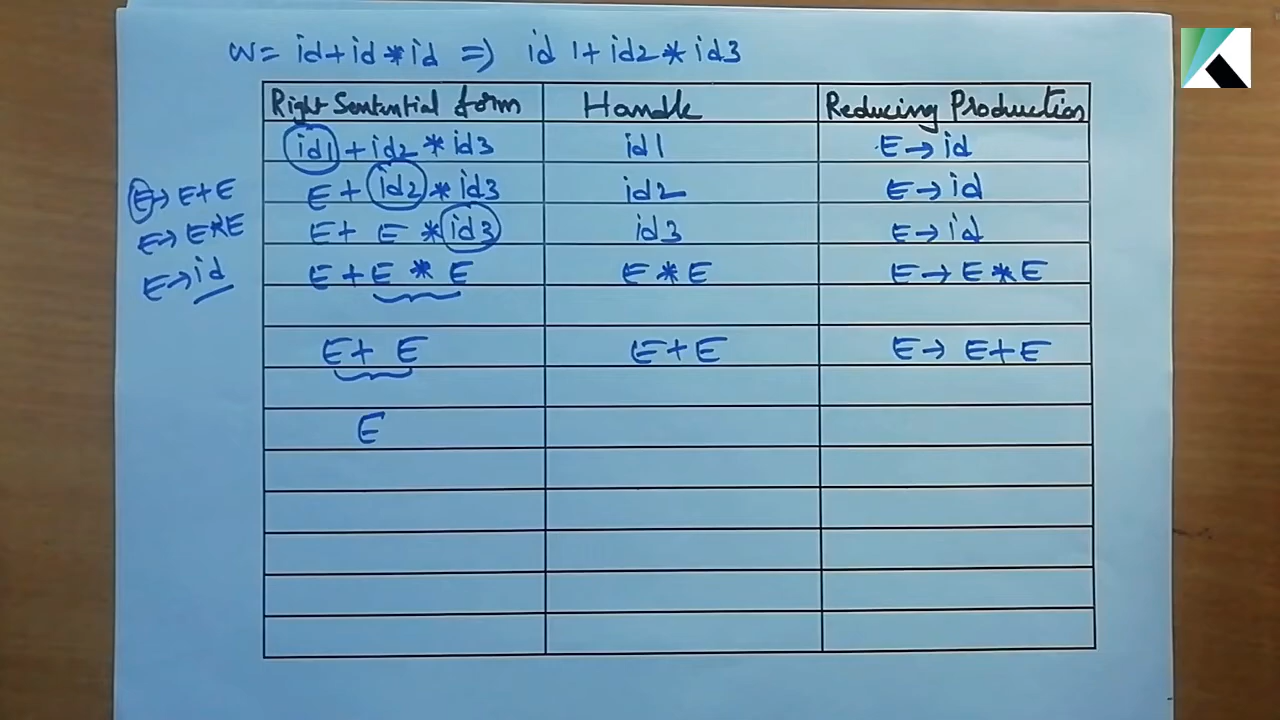 w= id+id*id => id1+id2*id3
Right Sentential form Handle Reducing Production
id1+id2*id3 id1 E→id
E+id2*id3 id2 E→id
E+E*id3 id3 E→id
E+E*E E*E E→E*E
E+E E+E E→E+E
E
E→E+E
E→E*E
E→id